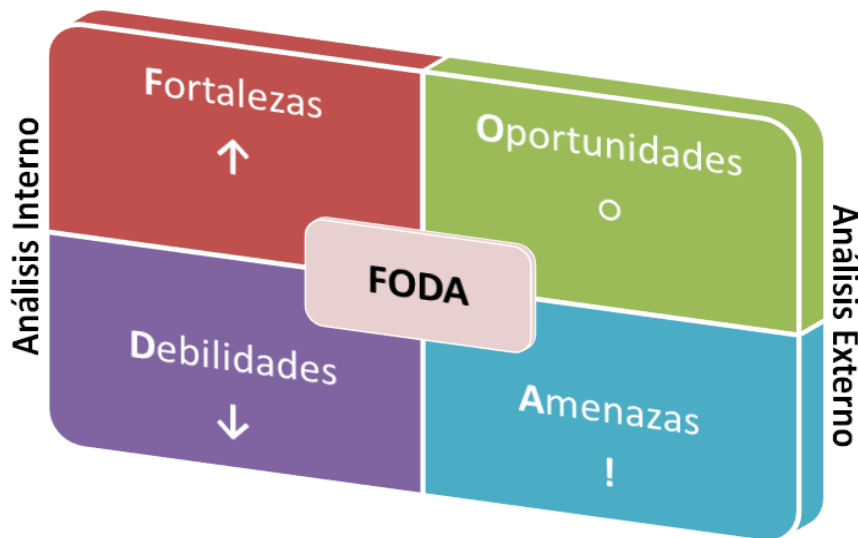 Análisis Interno
Fortalezas
↑
Oportunidades
○
FODA
Debilidades
↓
Amenazas
!
Análisis Externo